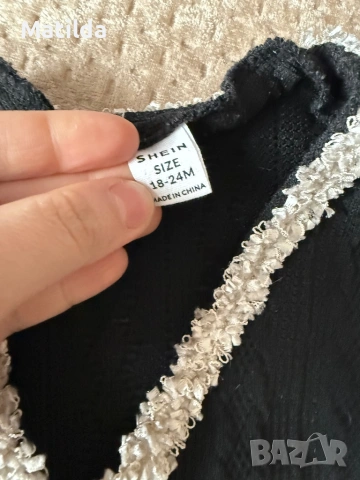 Matilda
SHEIN
SIZE
18-24M
MADE IN CHINA
BAZAR